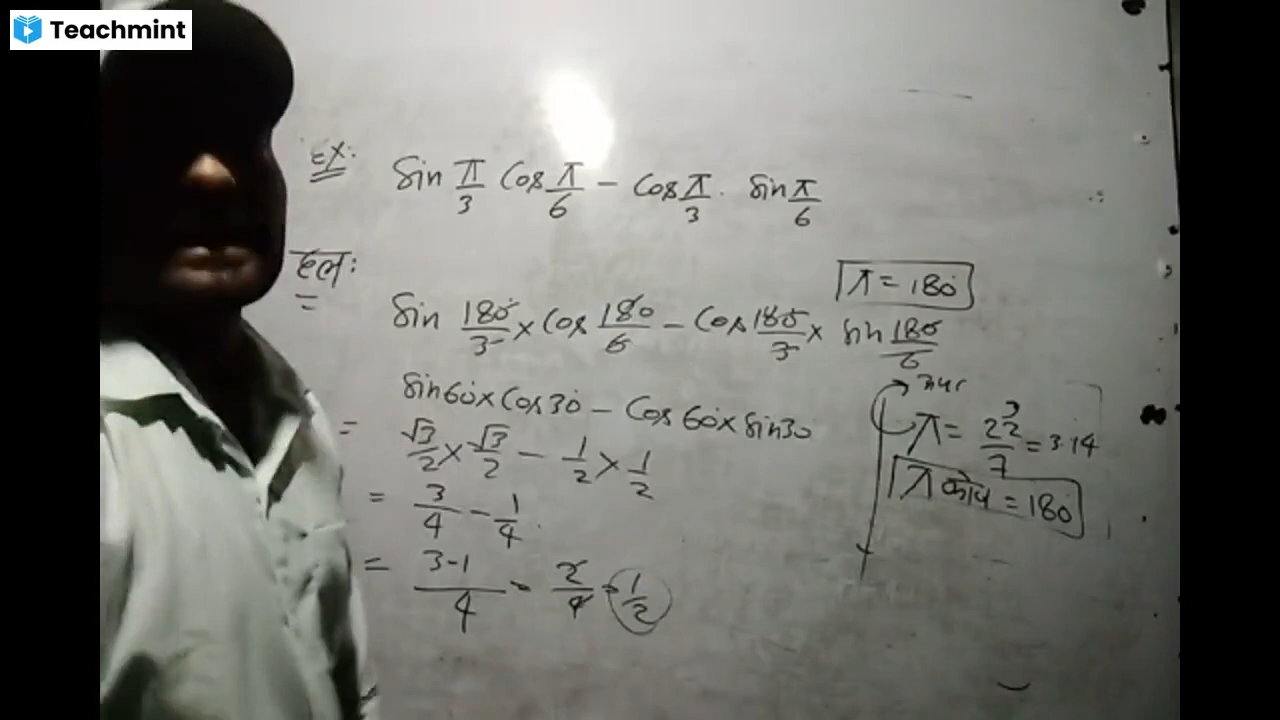 Teachmint
Ex: Sin π/3 Cos π/6 − Cos π/3 . Sin π/6
हल:
π = 180°
Sin 180°/3 × Cos 180/6 − Cos 180°/3 × Sin 180°/6
Sin60° × Cos30 − Cos60° × Sin30
= √3/2 × √3/2 − 1/2 × 1/2
= 3/4 − 1/4
= 3-1/4 = 2/4 = 1/2
π = 22/7 = 3.14
π कोण = 180°